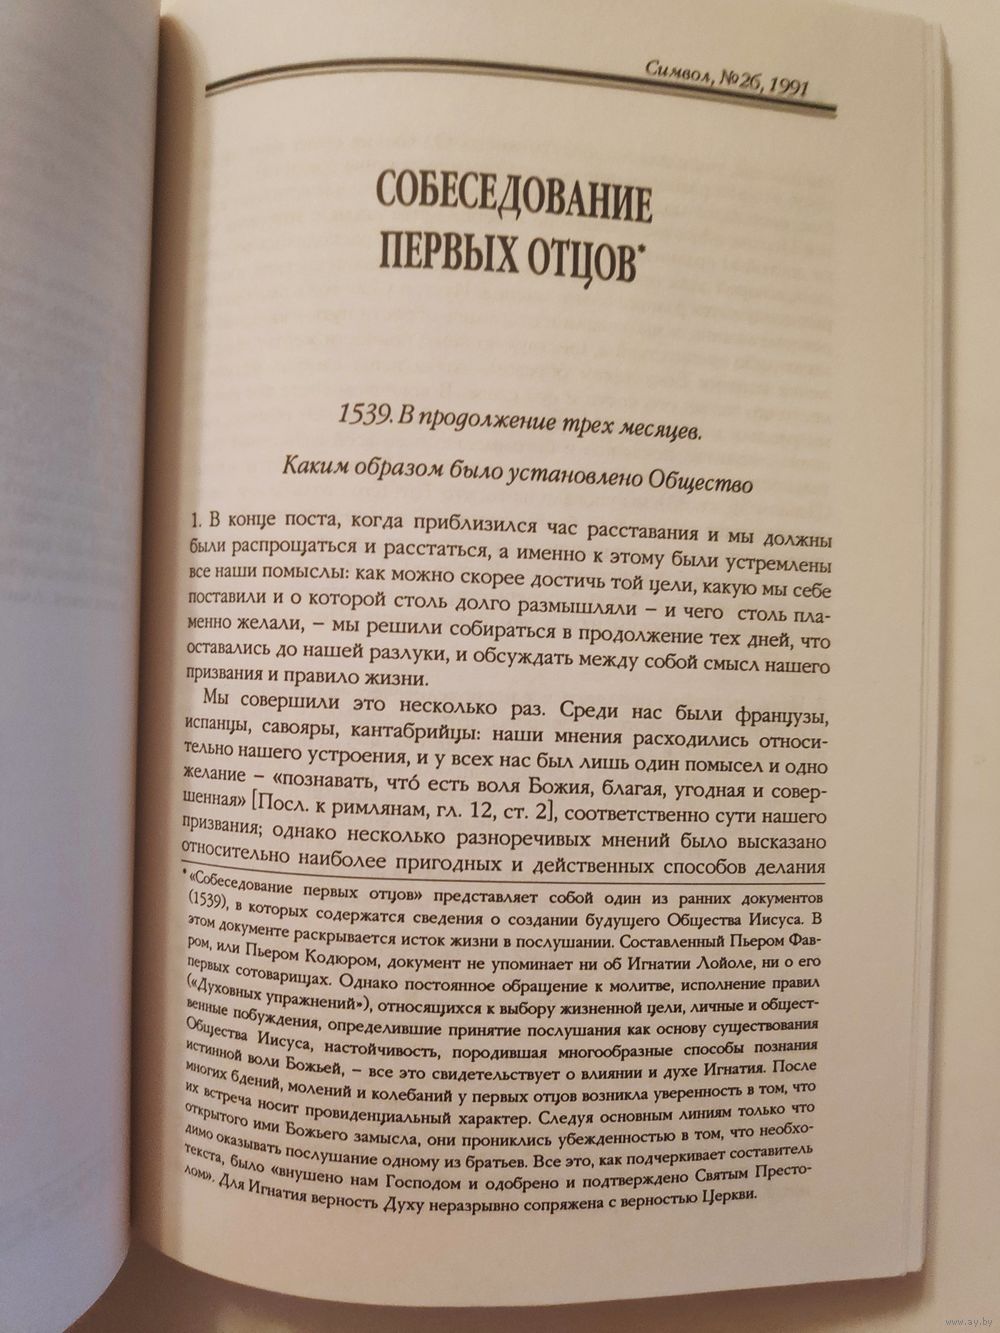 Символ, №26, 1991
СОБЕСЕДОВАНИЕ
ПЕРВЫХ ОТЦОВ*
1539. В продолжение трех месяцев.
Каким образом было установлено Общество
1. В конце поста, когда приблизился час расставания и мы должны
были распрощаться и расстаться, а именно к этому были устремлены
все наши помыслы: как можно скорее достичь той цели, какую мы себе
поставили и о которой столь долго размышляли – и чего столь пла-
менно желали, – мы решили собираться в продолжение тех дней, что
оставались до нашей разлуки, и обсуждать между собой смысл нашего
призвания и правило жизни.
Мы совершили это несколько раз. Среди нас были французы,
испанцы, савояры, кантабрийцы: наши мнения расходились относи-
тельно нашего устроения, и у всех нас был лишь один помысел и одно
желание – «познавать, что́ есть воля Божия, благая, угодная и совер-
шенная» [Посл. к римлянам, гл. 12, ст. 2], соответственно сути нашего
призвания; однако несколько разноречивых мнений было высказано
относительно наиболее пригодных и действенных способов делания
* «Собеседование первых отцов» представляет собой один из ранних документов
(1539), в которых содержатся сведения о создании будущего Общества Иисуса. В
этом документе раскрывается исток жизни в послушании. Составленный Пьером Фав-
ром, или Пьером Кодюром, документ не упоминает ни об Игнатии Лойоле, ни о его
первых сотоварищах. Однако постоянное обращение к молитве, исполнение правил
(«Духовных упражнений»), относящихся к выбору жизненной цели, личные и общест-
венные побуждения, определившие принятие послушания как основу существования
Общества Иисуса, настойчивость, породившая многообразные способы познания
истинной воли Божьей, – все это свидетельствует о влиянии и духе Игнатия. После
многих бдений, молений и колебаний у первых отцов возникла уверенность в том, что
их встреча носит провиденциальный характер. Следуя основным линиям только что
открытого ими Божьего замысла, они прониклись убежденностью в том, что необхо-
димо оказывать послушание одному из братьев. Все это, как подчеркивает составитель
текста, было «внушено нам Господом и одобрено и подтверждено Святым Престо-
лом». Для Игнатия верность Духу неразрывно сопряжена с верностью Церкви.
www.ay.by